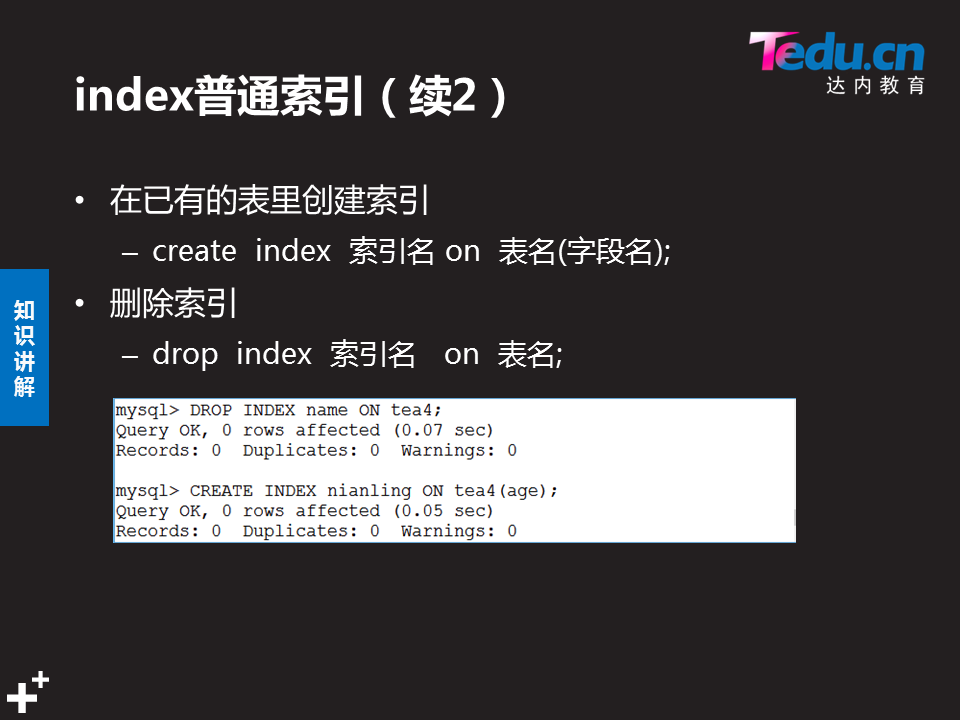 Tedu.cn
达内教育
index普通索引（续2）
• 在已有的表里创建索引
– create index 索引名 on 表名(字段名);
• 删除索引
– drop index 索引名 on 表名;
知识讲解
mysql> DROP INDEX name ON tea4;
Query OK, 0 rows affected (0.07 sec)
Records: 0  Duplicates: 0  Warnings: 0
mysql> CREATE INDEX nianling ON tea4(age);
Query OK, 0 rows affected (0.05 sec)
Records: 0  Duplicates: 0  Warnings: 0